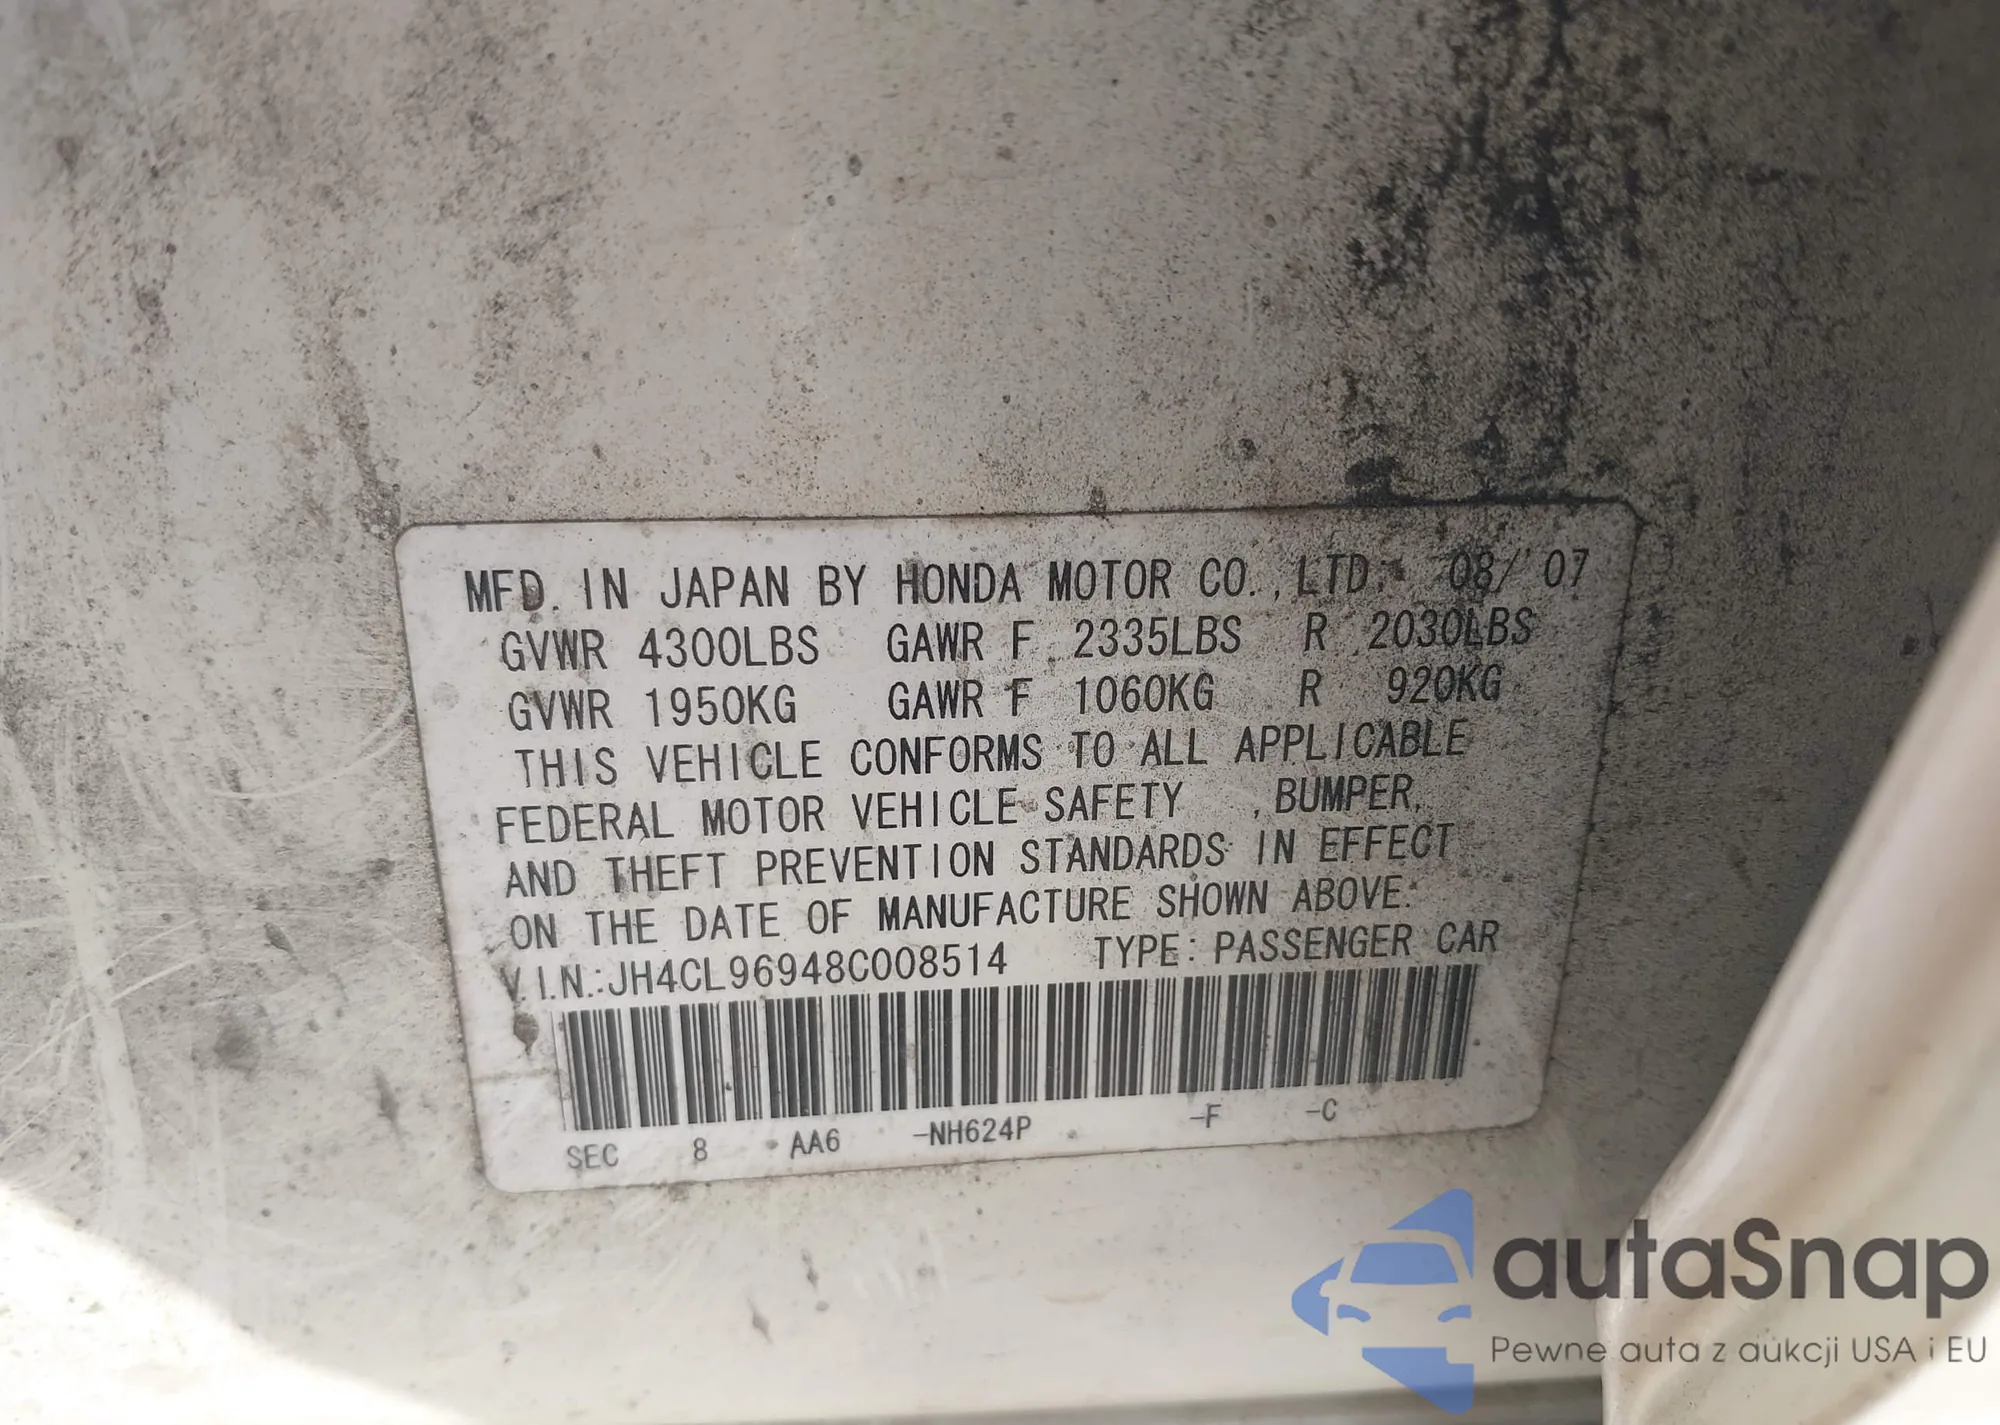 MFD. IN JAPAN BY HONDA MOTOR CO., LTD. 08/'07
GVWR 4300LBS GAWR F 2335LBS R 2030LBS
GVWR 1950KG GAWR F 1060KG R 920KG
THIS VEHICLE CONFORMS TO ALL APPLICABLE
FEDERAL MOTOR VEHICLE SAFETY , BUMPER,
AND THEFT PREVENTION STANDARDS IN EFFECT
ON THE DATE OF MANUFACTURE SHOWN ABOVE.
V.I.N.:JH4CL96948C008514 TYPE: PASSENGER CAR
SEC 8 AA6 -NH624P -F -C
autaSnap
Pewne auta z aukcji USA i EU